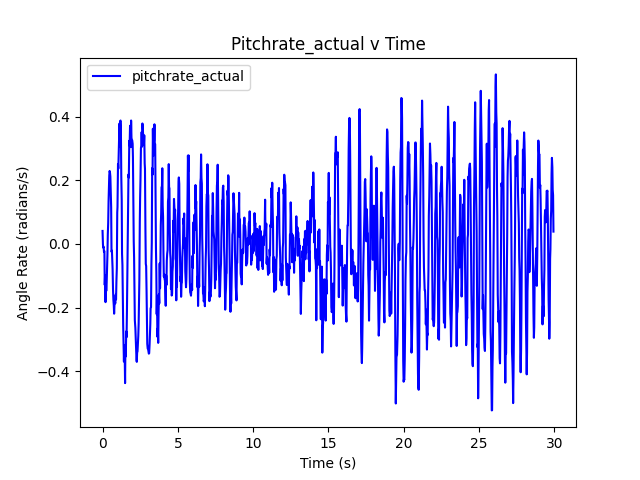 Pitchrate_actual v Time
pitchrate_actual
Angle Rate (radians/s)
0.4
0.2
0.0
−0.2
−0.4
0 5 10 15 20 25 30
Time (s)